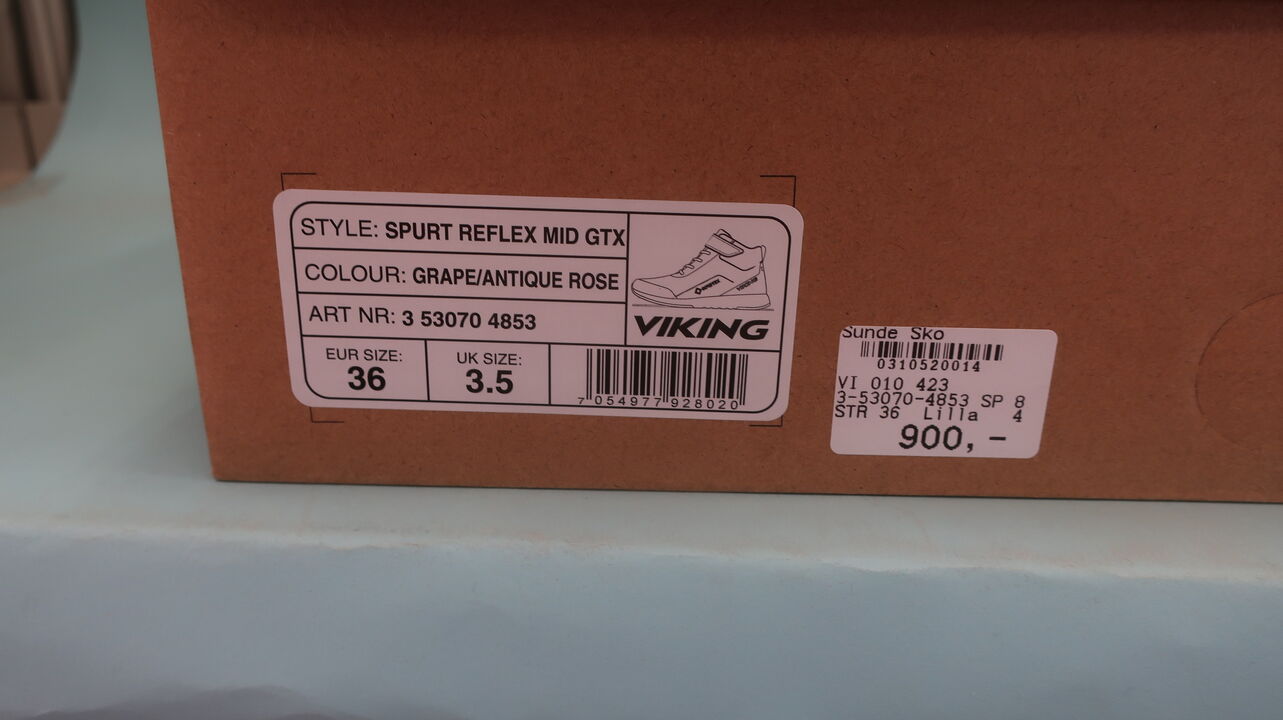 STYLE: SPURT REFLEX MID GTX
COLOUR: GRAPE/ANTIQUE ROSE
ART NR: 3 53070 4853
VIKING
EUR SIZE:
36
UK SIZE:
3.5
7 054977 928020
Sunde Sko
0310520014
VI 010 423
3-53070-4853 SP 8
STR 36 Lilla 4
900,-